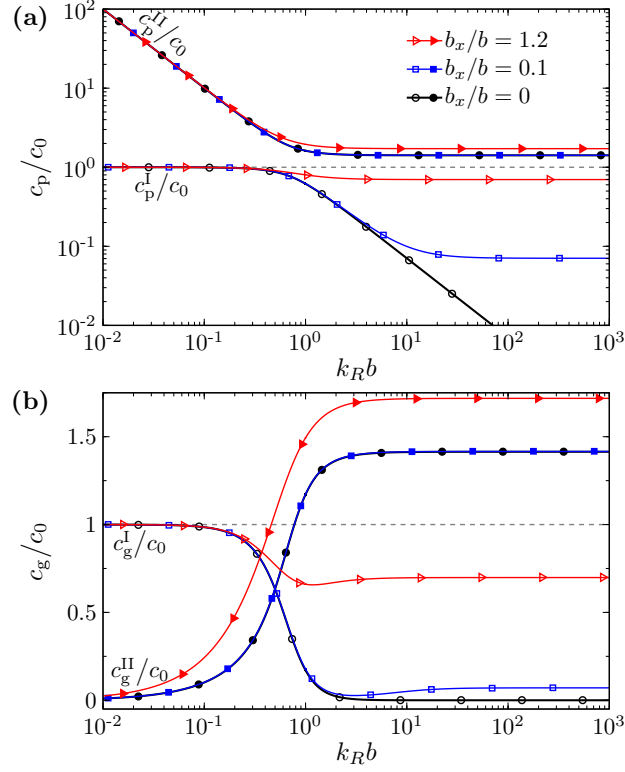 (a)
10^2
10^1
10^0
10^-1
10^-2
c_p/c_0
c_p^II/c_0
c_p^I/c_0
b_x/b = 1.2
b_x/b = 0.1
b_x/b = 0
10^-2 10^-1 10^0 10^1 10^2 10^3
k_R b
(b)
1.5
1
0.5
0
c_g/c_0
c_g^I/c_0
c_g^II/c_0
10^-2 10^-1 10^0 10^1 10^2 10^3
k_R b